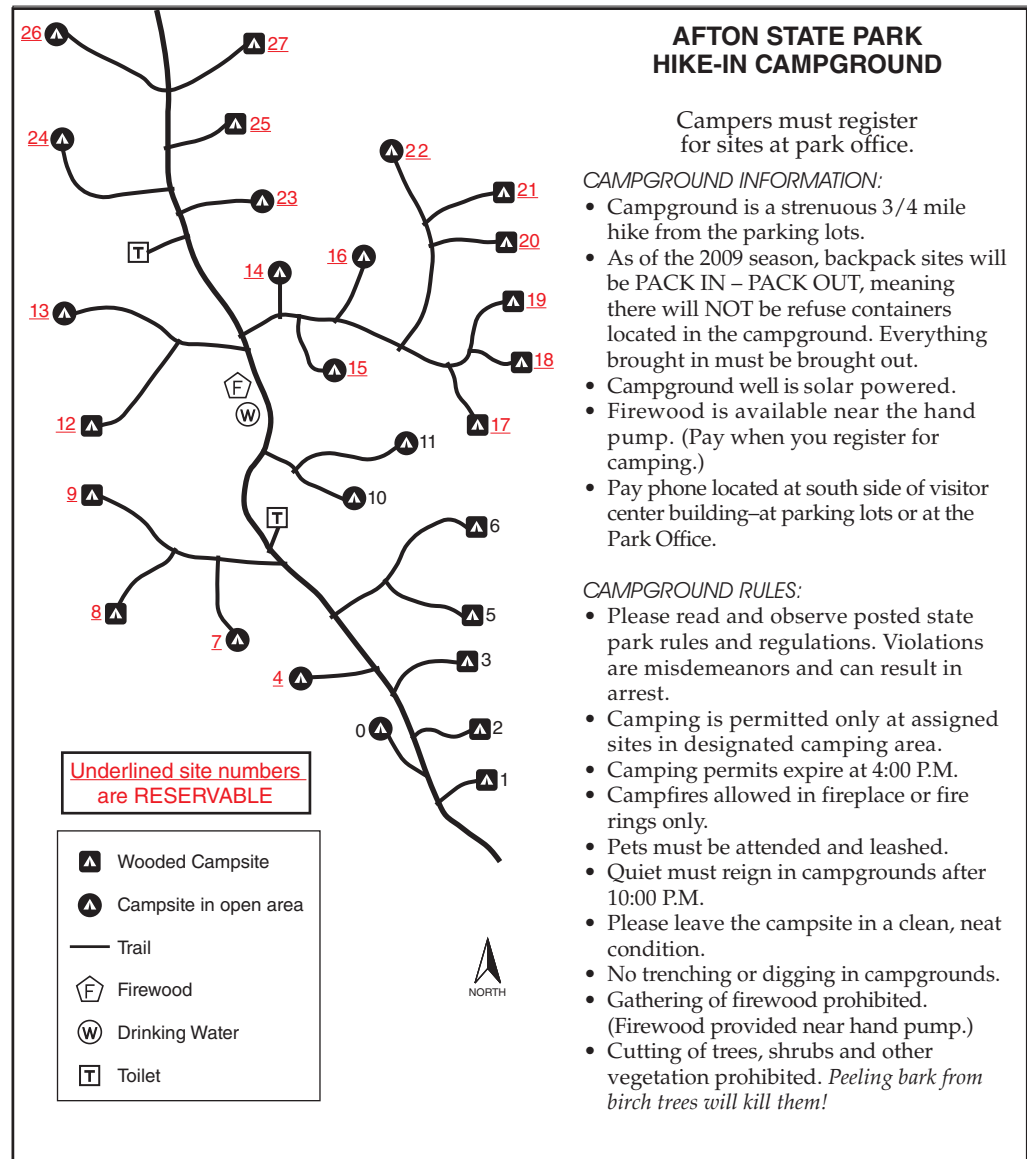 AFTON STATE PARK
HIKE-IN CAMPGROUND
Campers must register
for sites at park office.
CAMPGROUND INFORMATION:
• Campground is a strenuous 3/4 mile
hike from the parking lots.
• As of the 2009 season, backpack sites will
be PACK IN – PACK OUT, meaning
there will NOT be refuse containers
located in the campground. Everything
brought in must be brought out.
• Campground well is solar powered.
• Firewood is available near the hand
pump. (Pay when you register for
camping.)
• Pay phone located at south side of visitor
center building–at parking lots or at the
Park Office.
CAMPGROUND RULES:
• Please read and observe posted state
park rules and regulations. Violations
are misdemeanors and can result in
arrest.
• Camping is permitted only at assigned
sites in designated camping area.
• Camping permits expire at 4:00 P.M.
• Campfires allowed in fireplace or fire
rings only.
• Pets must be attended and leashed.
• Quiet must reign in campgrounds after
10:00 P.M.
• Please leave the campsite in a clean, neat
condition.
• No trenching or digging in campgrounds.
• Gathering of firewood prohibited.
(Firewood provided near hand pump.)
• Cutting of trees, shrubs and other
vegetation prohibited. Peeling bark from
birch trees will kill them!
26
27
25
24
22
21
23
20
T
16
14
19
13
15
18
F
W
12
17
11
9
10
T
6
8
5
7
3
4
0
2
1
Underlined site numbers
are RESERVABLE
Wooded Campsite
Campsite in open area
Trail
F Firewood
W Drinking Water
T Toilet
NORTH